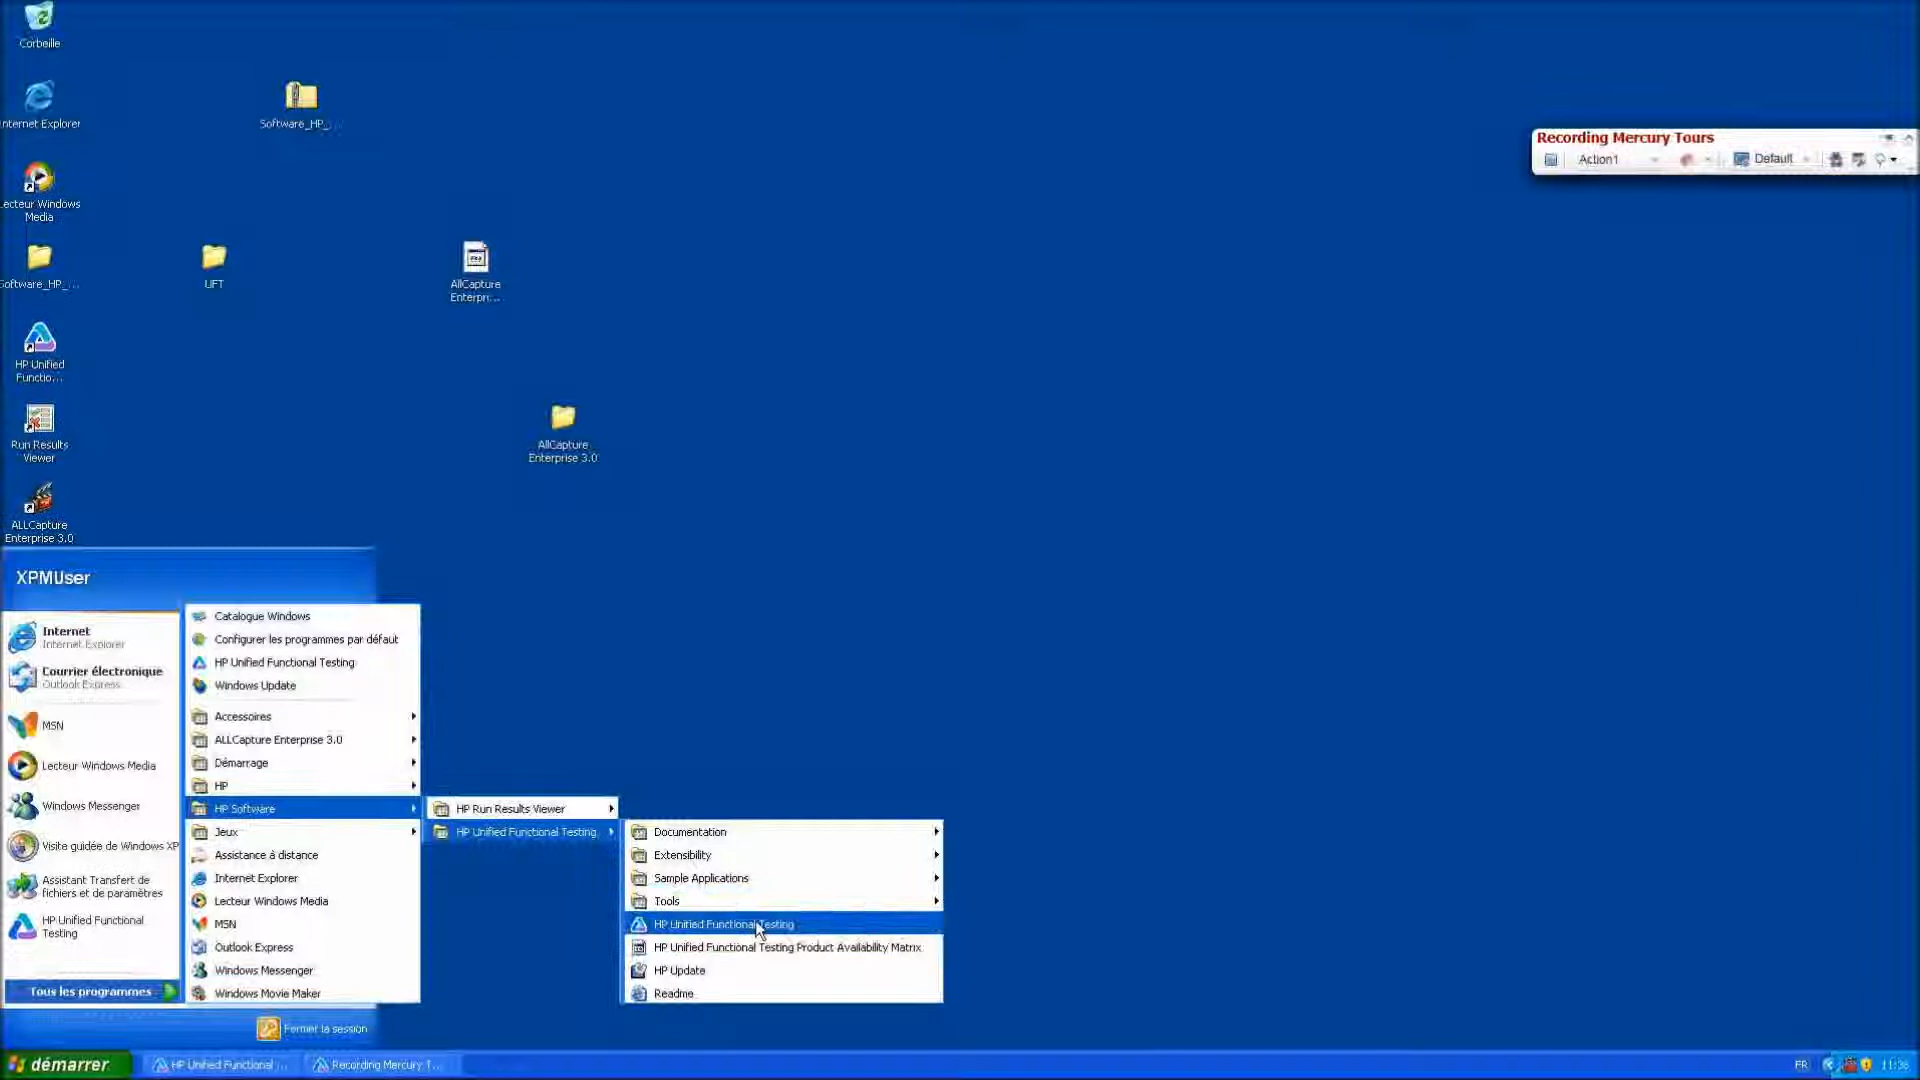 Corbeille
Internet Explorer
Software_HP_...
Recording Mercury Tours
Action1
Default
Lecteur Windows
Media
Software_HP_...
UFT
AllCapture
Enterpri...
HP Unified
Functio...
Run Results
Viewer
AllCapture
Enterprise 3.0
ALLCapture
Enterprise 3.0
XPMUser
Internet
Internet Explorer
Courrier électronique
Outlook Express
MSN
Lecteur Windows Media
Windows Messenger
Visite guidée de Windows XP
Assistant Transfert de
fichiers et de paramètres
HP Unified Functional
Testing
Tous les programmes
Catalogue Windows
Configurer les programmes par défaut
HP Unified Functional Testing
Windows Update
Accessoires
ALLCapture Enterprise 3.0
Démarrage
HP
HP Software
Jeux
Assistance à distance
Internet Explorer
Lecteur Windows Media
MSN
Outlook Express
Windows Messenger
Windows Movie Maker
HP Run Results Viewer
HP Unified Functional Testing
Documentation
Extensibility
Sample Applications
Tools
HP Unified Functional Testing
HP Unified Functional Testing Product Availability Matrix
HP Update
Readme
Fermer la session
démarrer
HP Unified Functional ...
Recording Mercury T...
FR
11:38